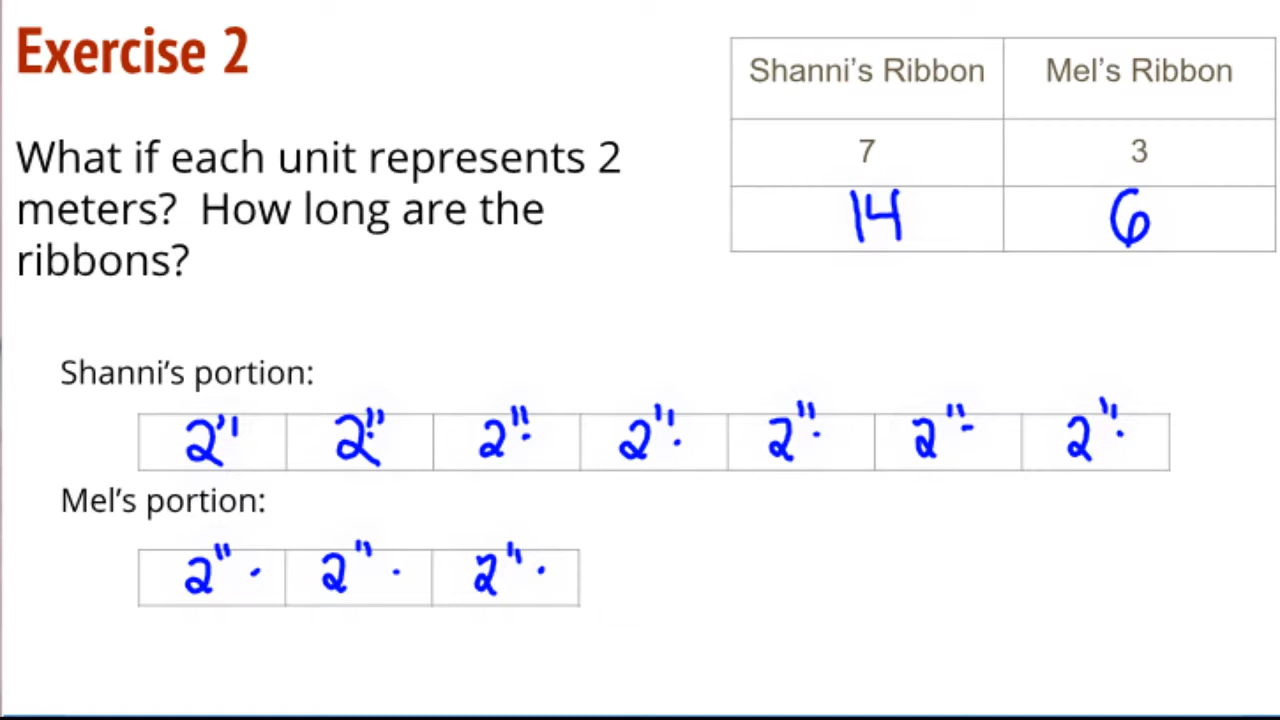 Exercise 2
What if each unit represents 2
meters? How long are the
ribbons?
Shanni's Ribbon Mel's Ribbon
7 3
14 6
Shanni's portion:
2" 2" 2" 2" 2" 2" 2"
Mel's portion:
2" 2" 2"